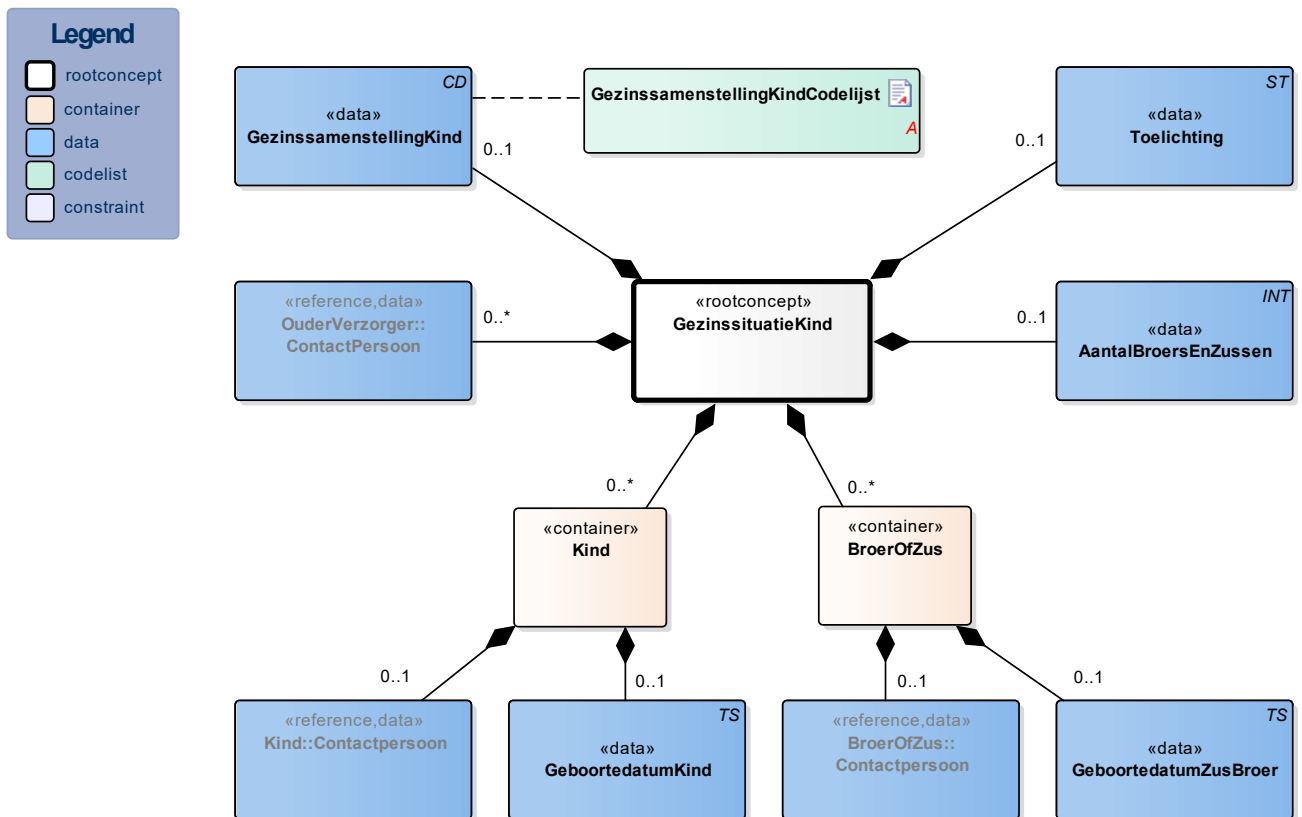 Legend
rootconcept
container
data
codelist
constraint
CD
«data»
GezinssamenstellingKind
GezinssamenstellingKindCodelijst
A
ST
«data»
Toelichting
0..1
0..1
«reference,data»
OuderVerzorger::
ContactPersoon
0..*
«rootconcept»
GezinssituatieKind
0..1
INT
«data»
AantalBroersEnZussen
0..*
0..*
«container»
Kind
«container»
BroerOfZus
0..1
0..1
0..1
0..1
«reference,data»
Kind::Contactpersoon
TS
«data»
GeboortedatumKind
«reference,data»
BroerOfZus::
Contactpersoon
TS
«data»
GeboortedatumZusBroer